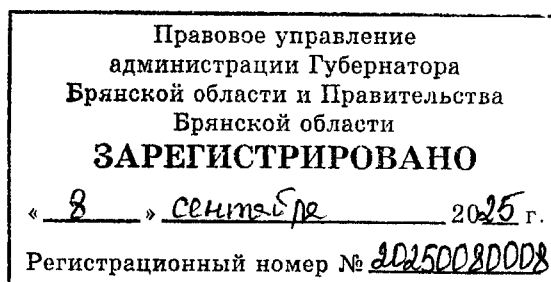 Правовое управление
администрации Губернатора
Брянской области и Правительства
Брянской области
ЗАРЕГИСТРИРОВАНО
« 8 » сентября 2025 г.
Регистрационный номер № 20250080008